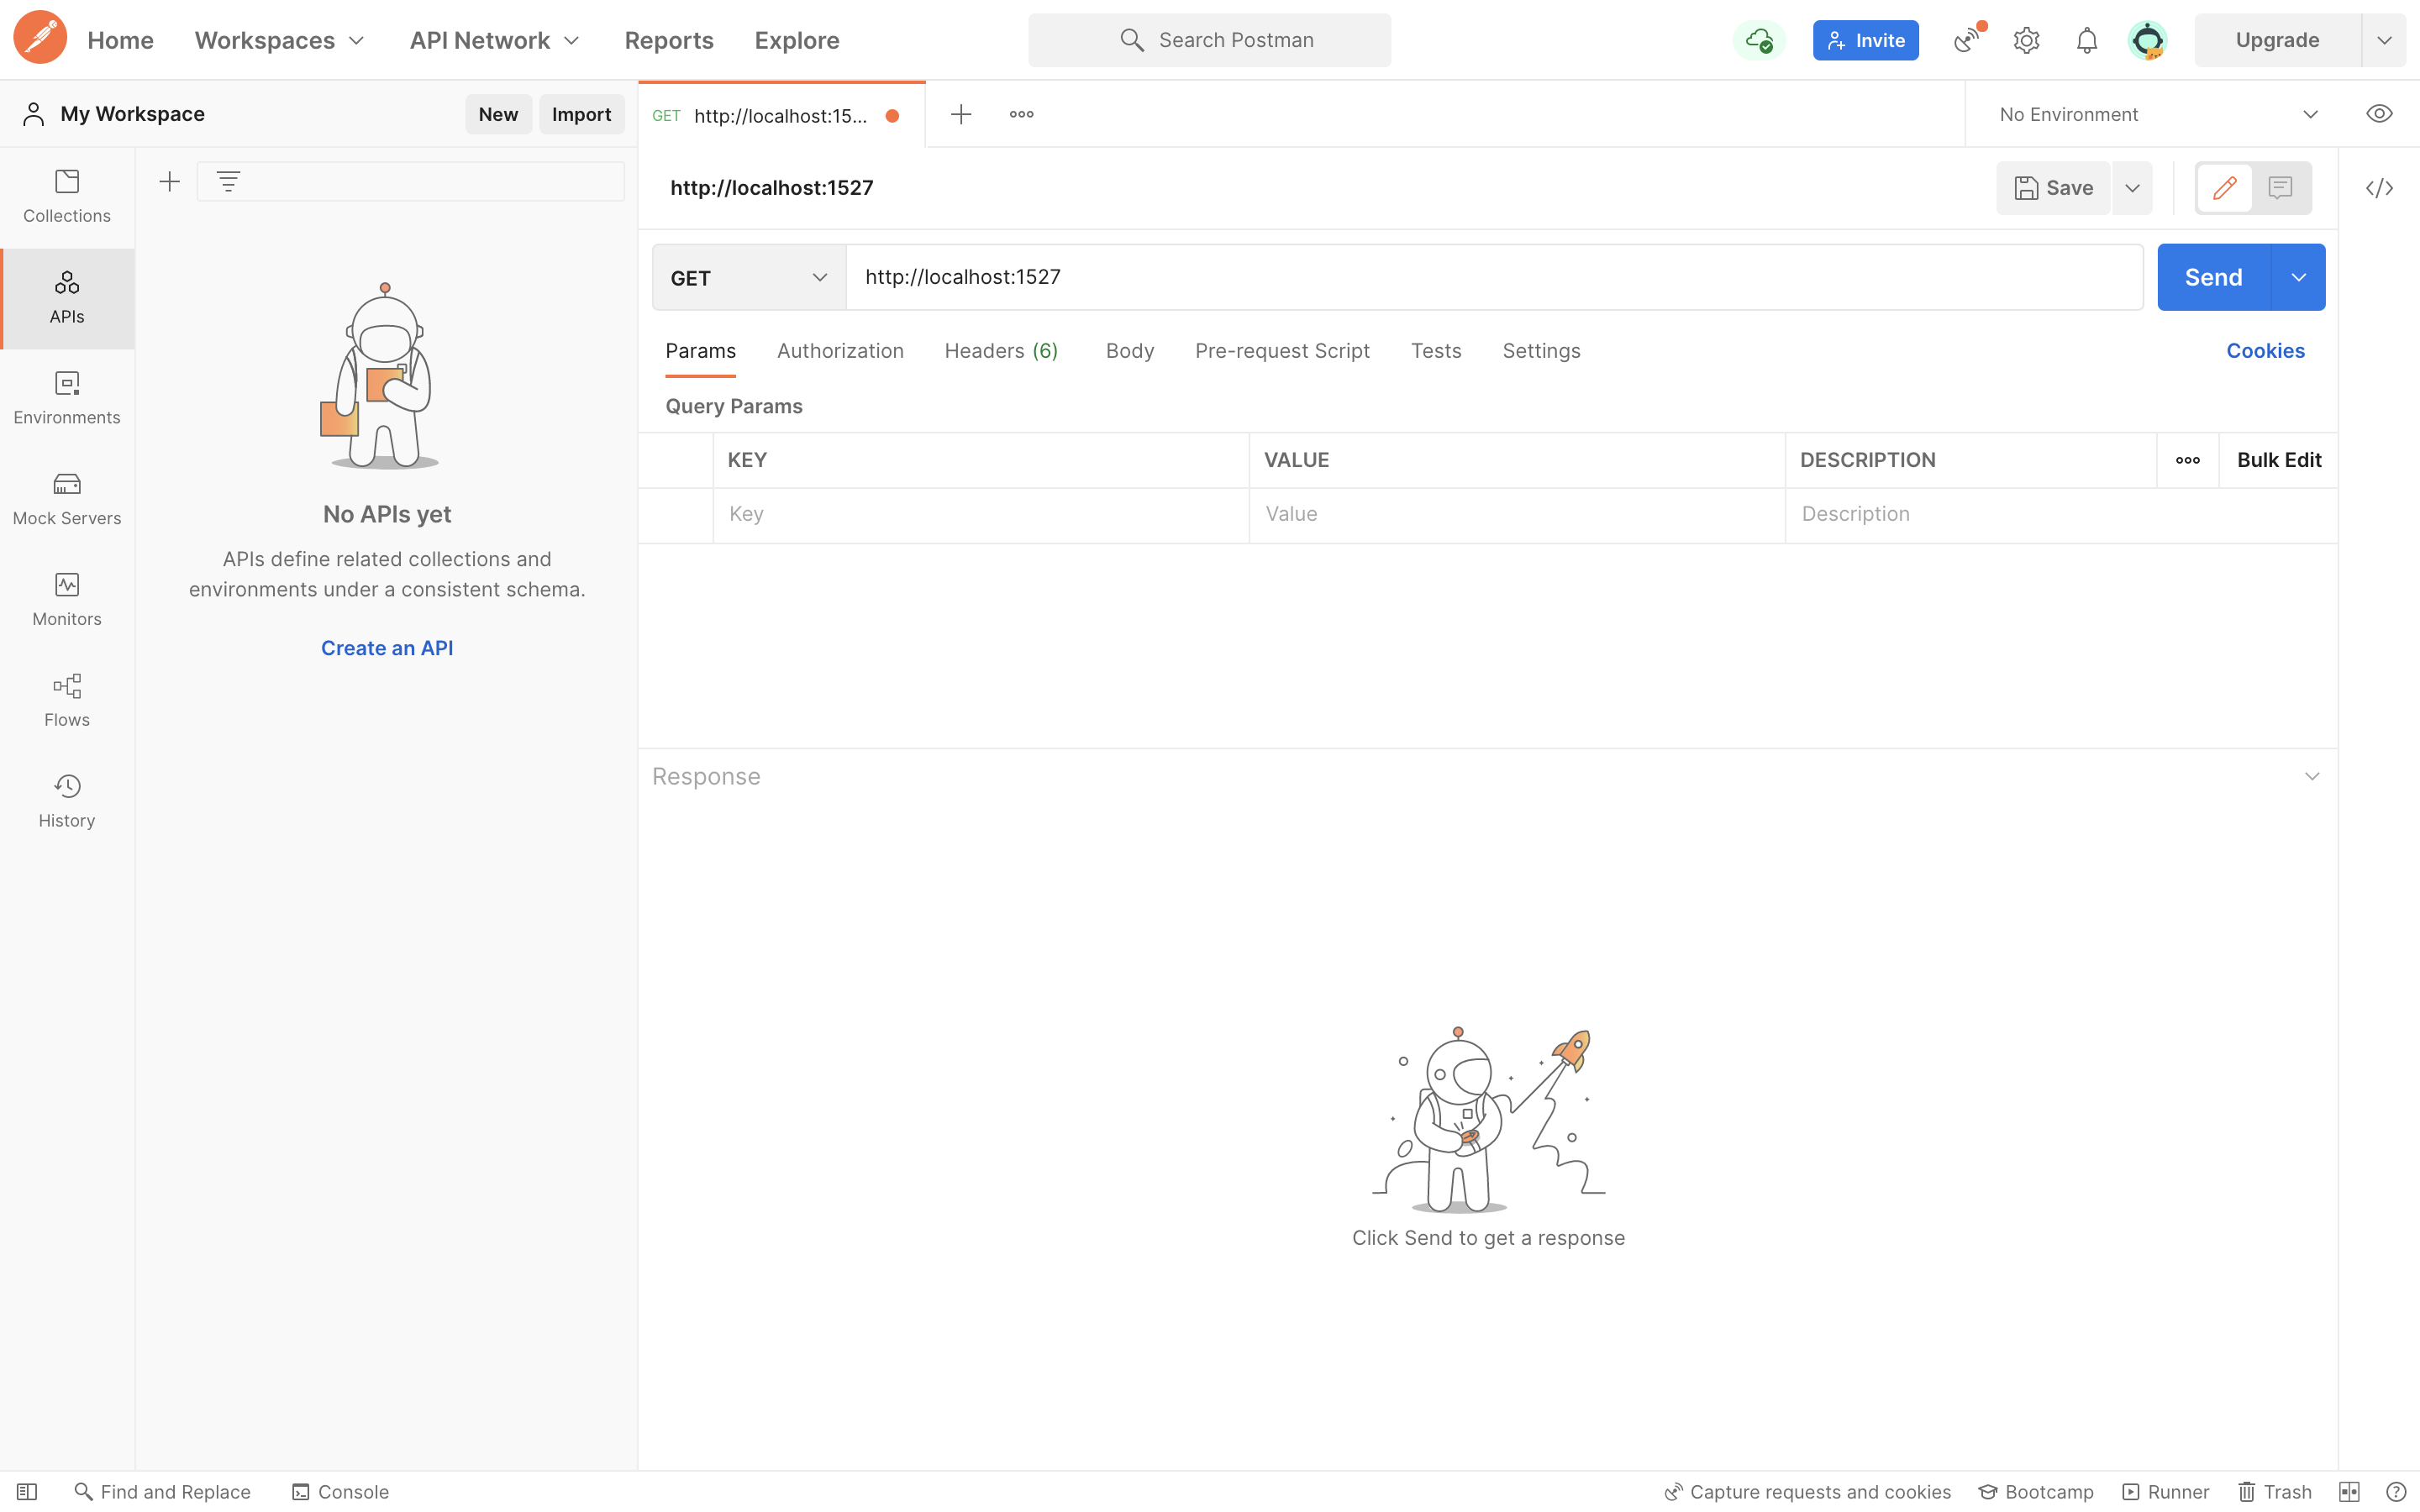 Home Workspaces API Network Reports Explore Search Postman Invite Upgrade
My Workspace New Import GET http://localhost:15... No Environment
Collections
APIs
Environments
Mock Servers
Monitors
Flows
History
No APIs yet
APIs define related collections and
environments under a consistent schema.
Create an API
http://localhost:1527 Save
GET http://localhost:1527 Send
Params Authorization Headers (6) Body Pre-request Script Tests Settings Cookies
Query Params
KEY VALUE DESCRIPTION Bulk Edit
Key Value Description
Response
Click Send to get a response
Find and Replace Console Capture requests and cookies Bootcamp Runner Trash